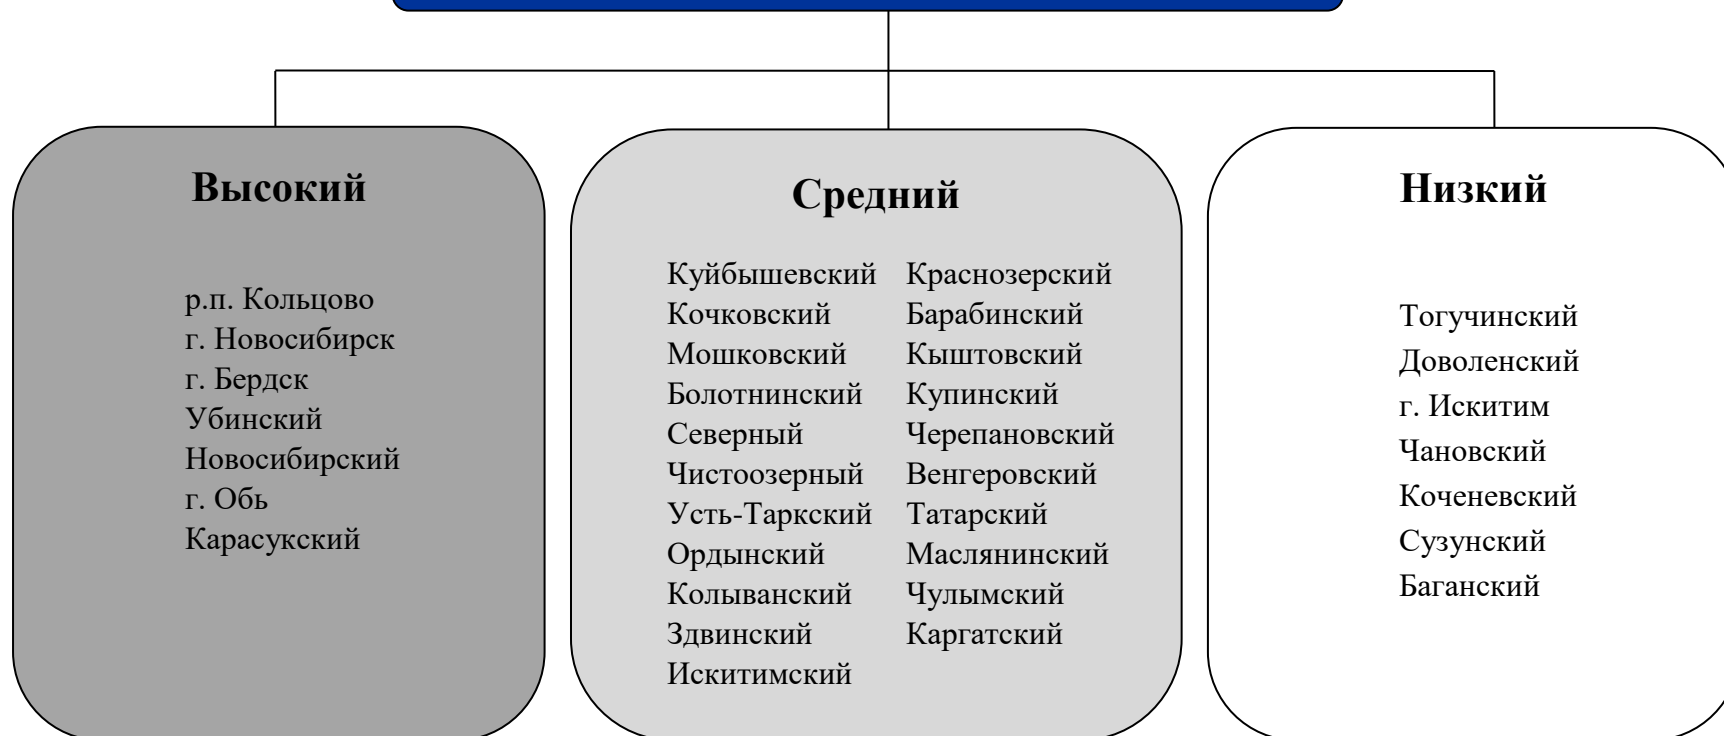 Высокий
р.п. Кольцово
г. Новосибирск
г. Бердск
Убинский
Новосибирский
г. Обь
Карасукский
Средний
Куйбышевский
Кочковский
Мошковский
Болотнинский
Северный
Чистоозерный
Усть-Таркский
Ордынский
Колыванский
Здвинский
Искитимский
Краснозерский
Барабинский
Кыштовский
Купинский
Черепановский
Венгеровский
Татарский
Маслянинский
Чулымский
Каргатский
Низкий
Тогучинский
Доволенский
г. Искитим
Чановский
Коченевский
Сузунский
Баганский